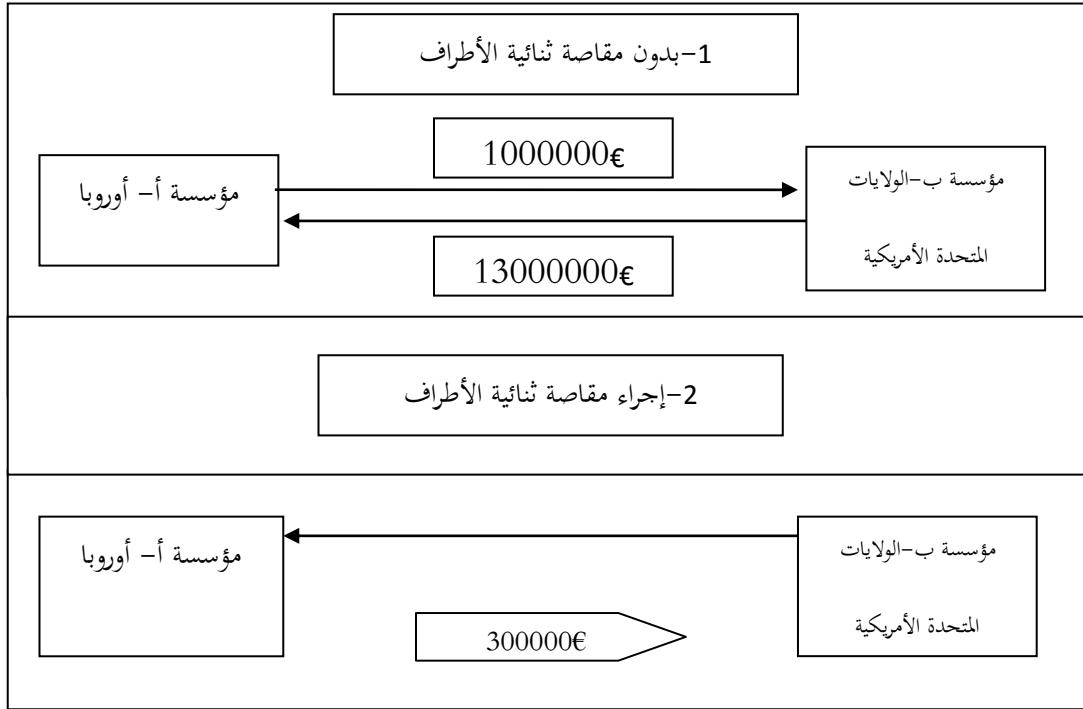 1-بدون مقاصة ثنائية الأطراف
1000000€
مؤسسة أ- أوروبا
مؤسسة ب-الولايات
المتحدة الأمريكية
13000000€
2-إجراء مقاصة ثنائية الأطراف
مؤسسة أ- أوروبا
مؤسسة ب-الولايات
المتحدة الأمريكية
300000€